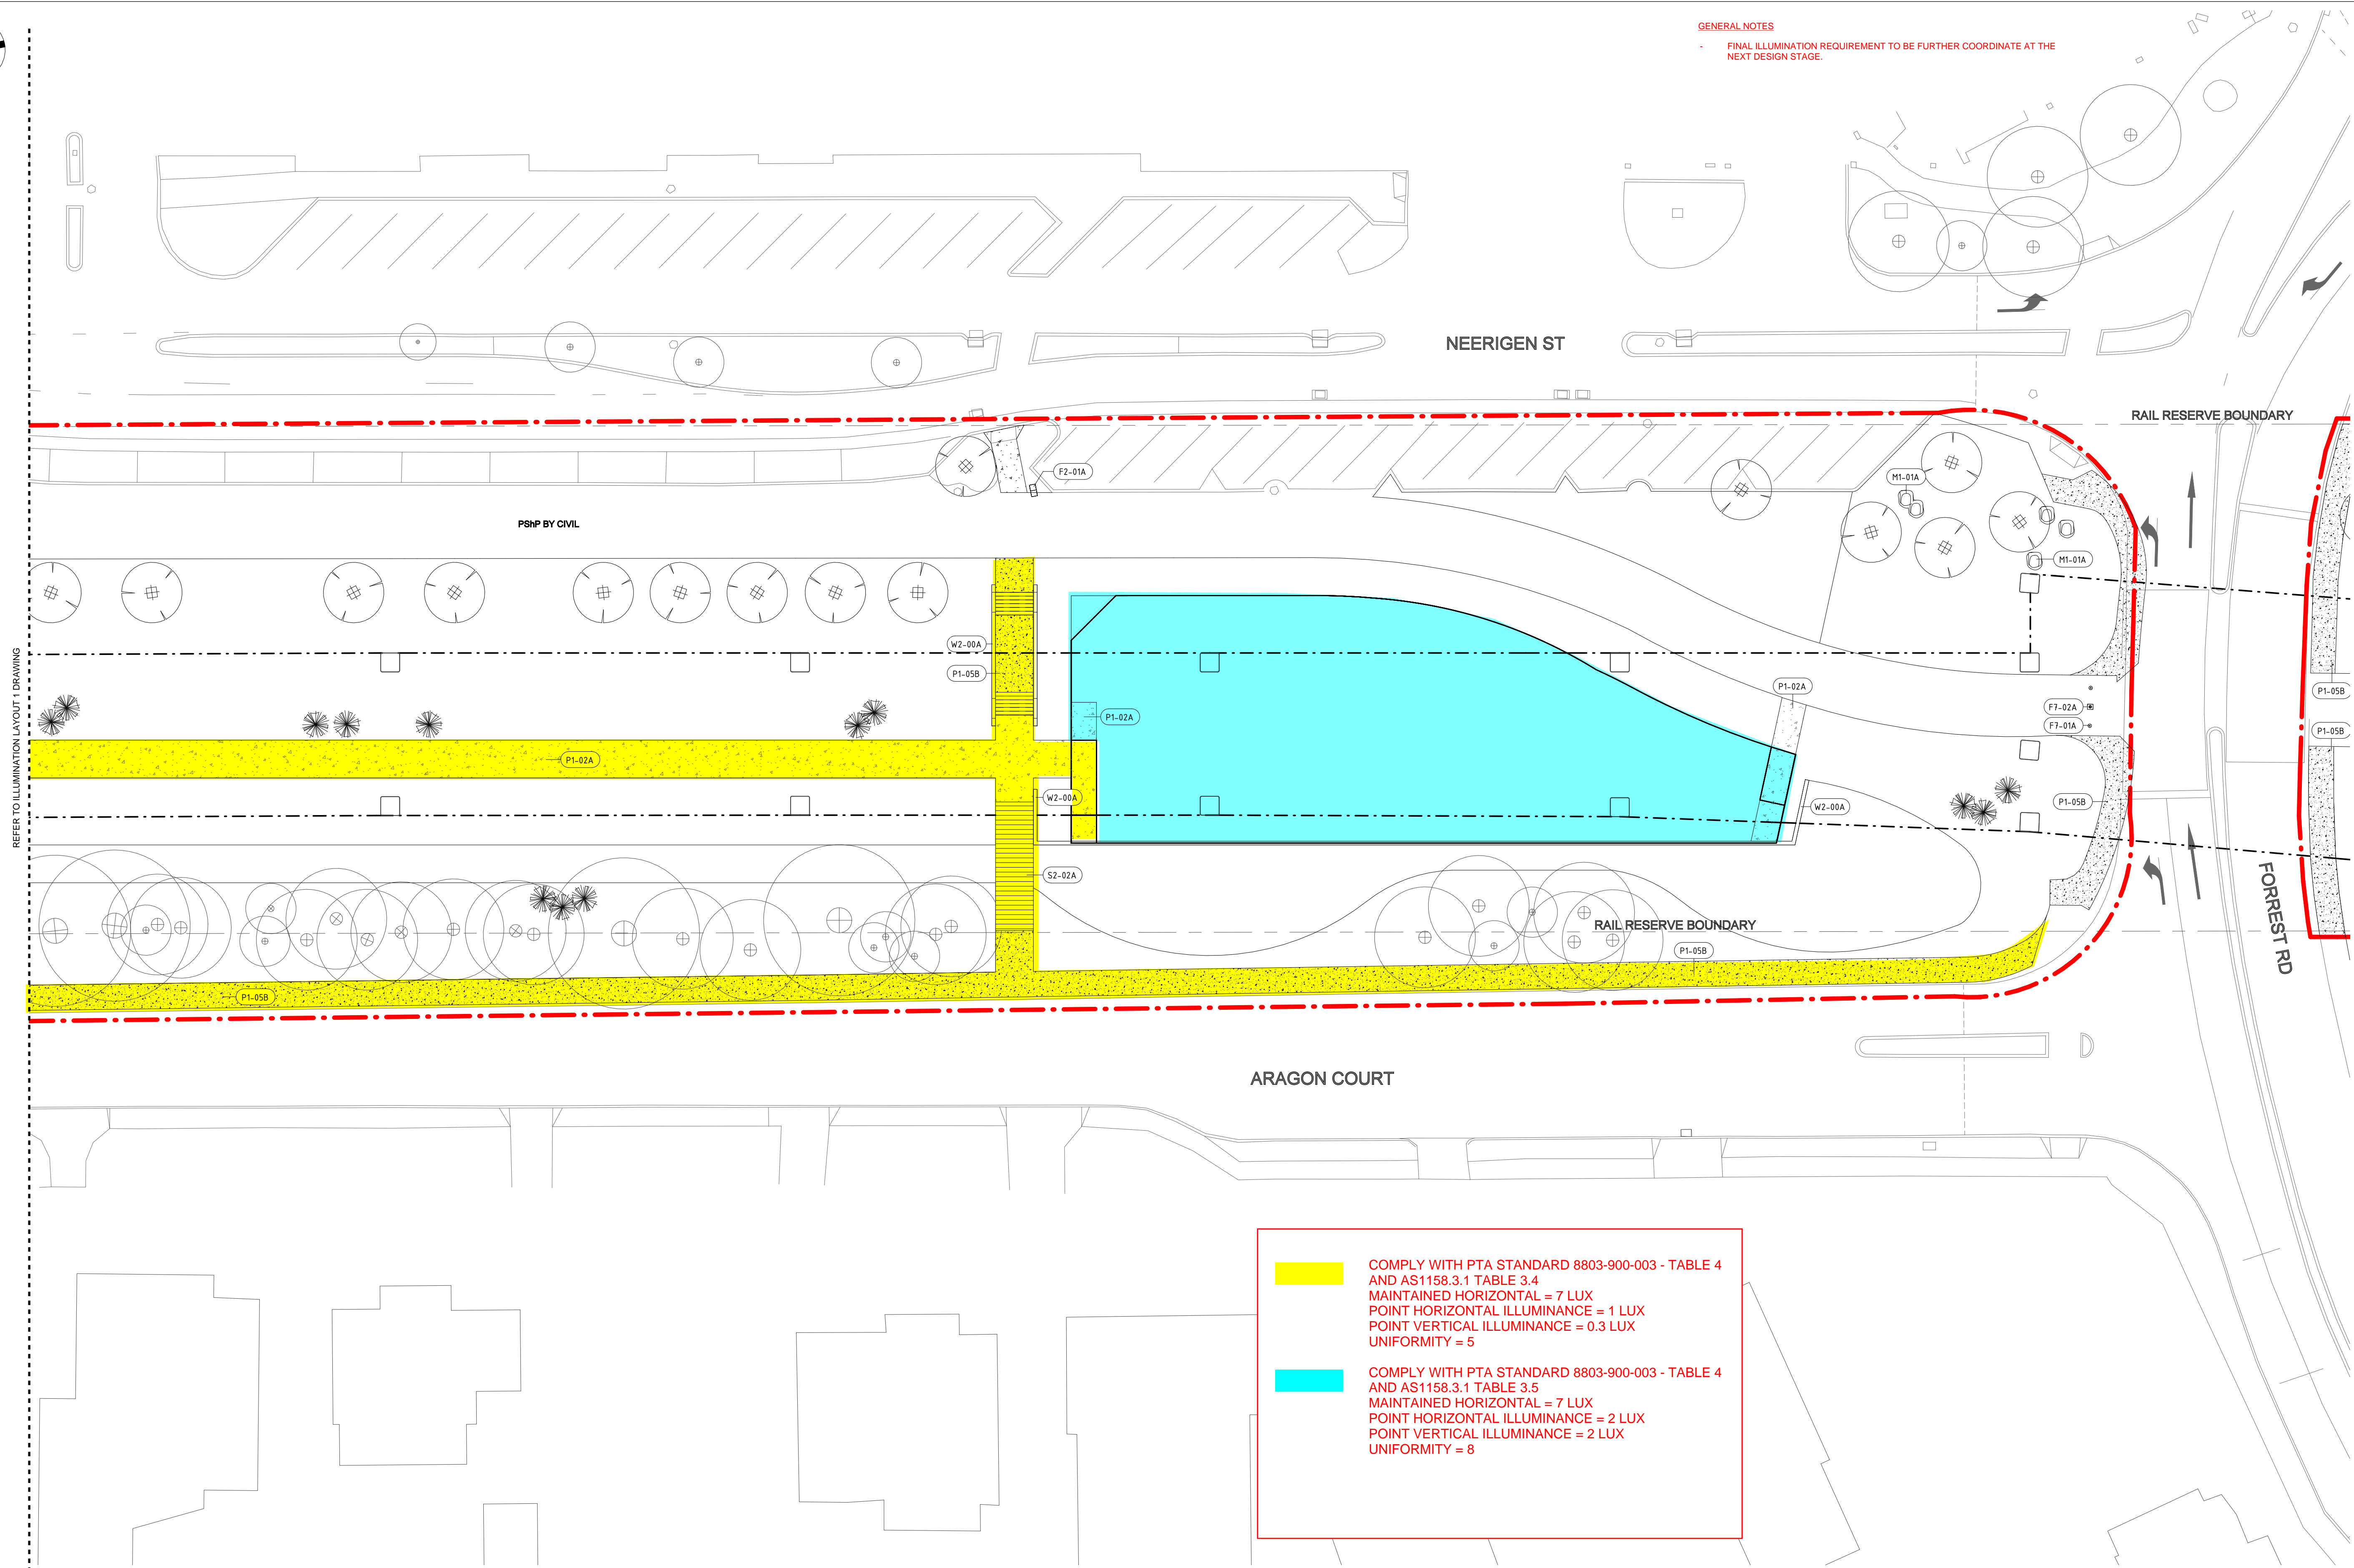 GENERAL NOTES
- FINAL ILLUMINATION REQUIREMENT TO BE FURTHER COORDINATE AT THE
NEXT DESIGN STAGE.
NEERIGEN ST
RAIL RESERVE BOUNDARY
F2-01A
M1-01A
PShP BY CIVIL
M1-01A
W2-00A
P1-05B
P1-02A
P1-02A
P1-05B
F7-02A
F7-01A
P1-05B
REFER TO ILLUMINATION LAYOUT 1 DRAWING
P1-02A
W2-00A
W2-00A
P1-05B
S2-02A
RAIL RESERVE BOUNDARY
FORREST RD
P1-05B
P1-05B
ARAGON COURT
COMPLY WITH PTA STANDARD 8803-900-003 - TABLE 4
AND AS1158.3.1 TABLE 3.4
MAINTAINED HORIZONTAL = 7 LUX
POINT HORIZONTAL ILLUMINANCE = 1 LUX
POINT VERTICAL ILLUMINANCE = 0.3 LUX
UNIFORMITY = 5
COMPLY WITH PTA STANDARD 8803-900-003 - TABLE 4
AND AS1158.3.1 TABLE 3.5
MAINTAINED HORIZONTAL = 7 LUX
POINT HORIZONTAL ILLUMINANCE = 2 LUX
POINT VERTICAL ILLUMINANCE = 2 LUX
UNIFORMITY = 8